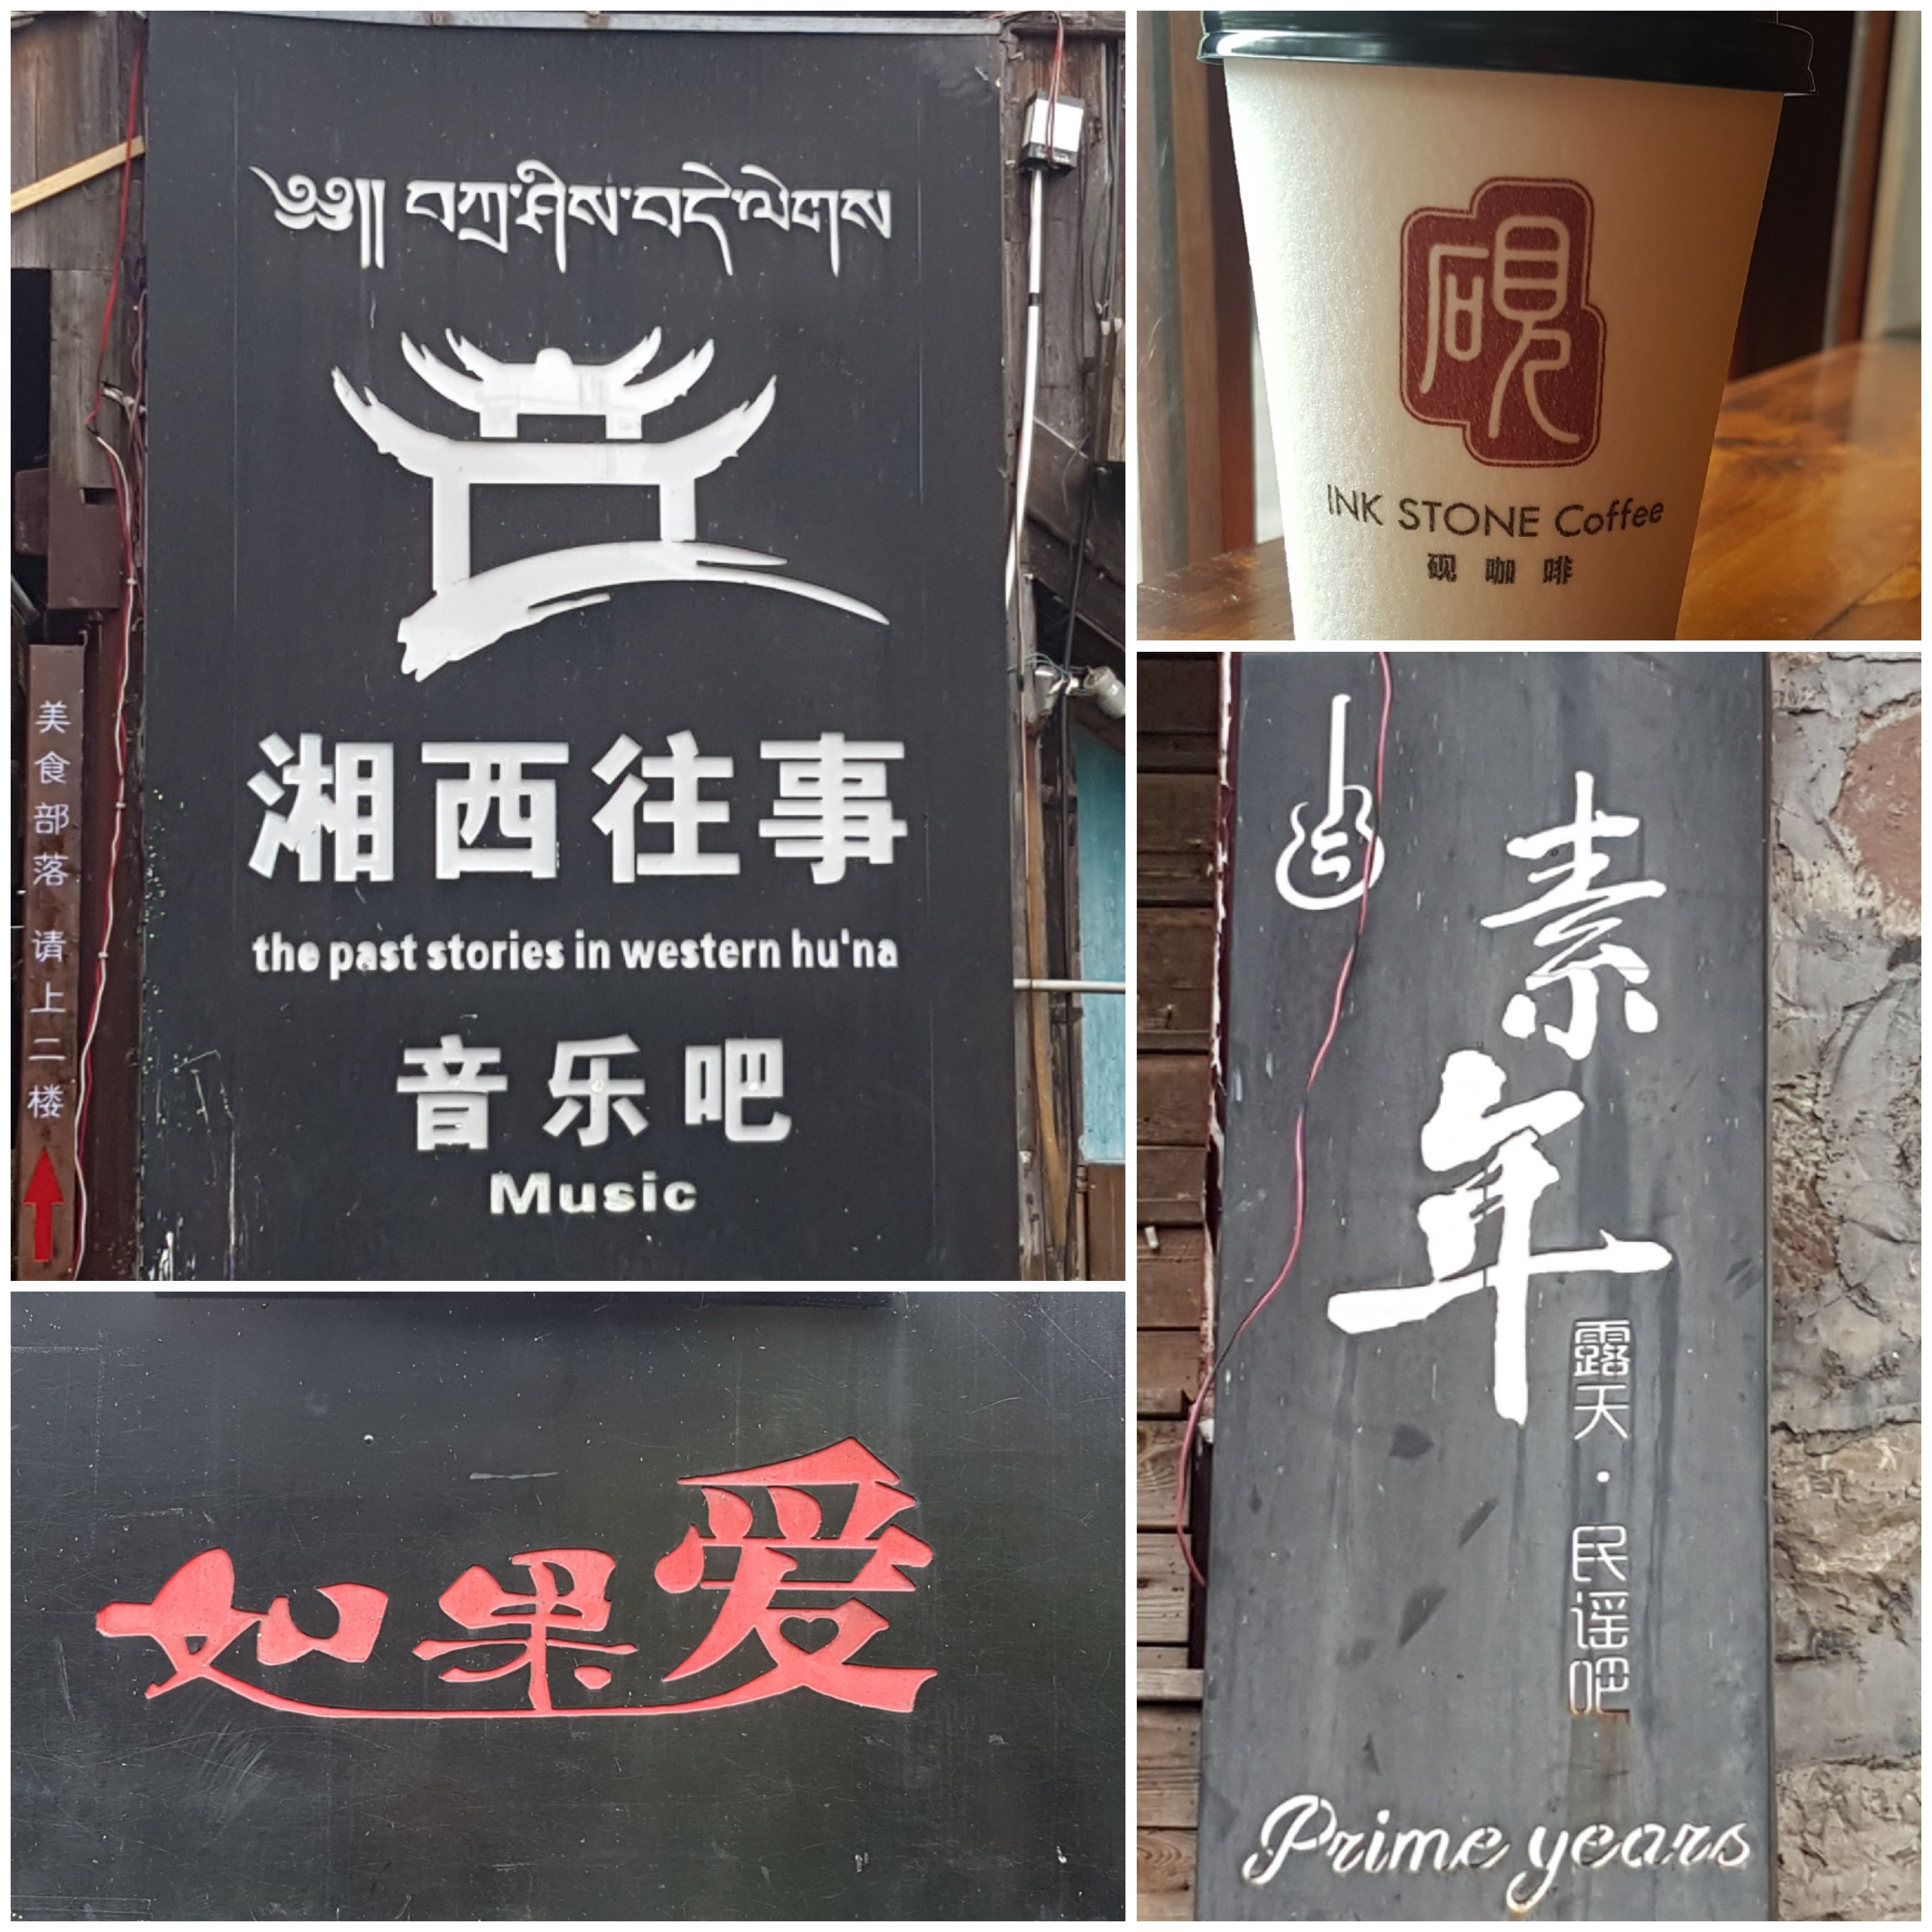 ༄༅།། བཀྲ་ཤིས་བདེ་ལེགས
湘西往事
the past stories in western hu'na
音乐吧
Music
美食部落 请上二楼
砚
INK STONE Coffee
砚咖啡
如果爱
素年
露天·民谣吧
Prime years